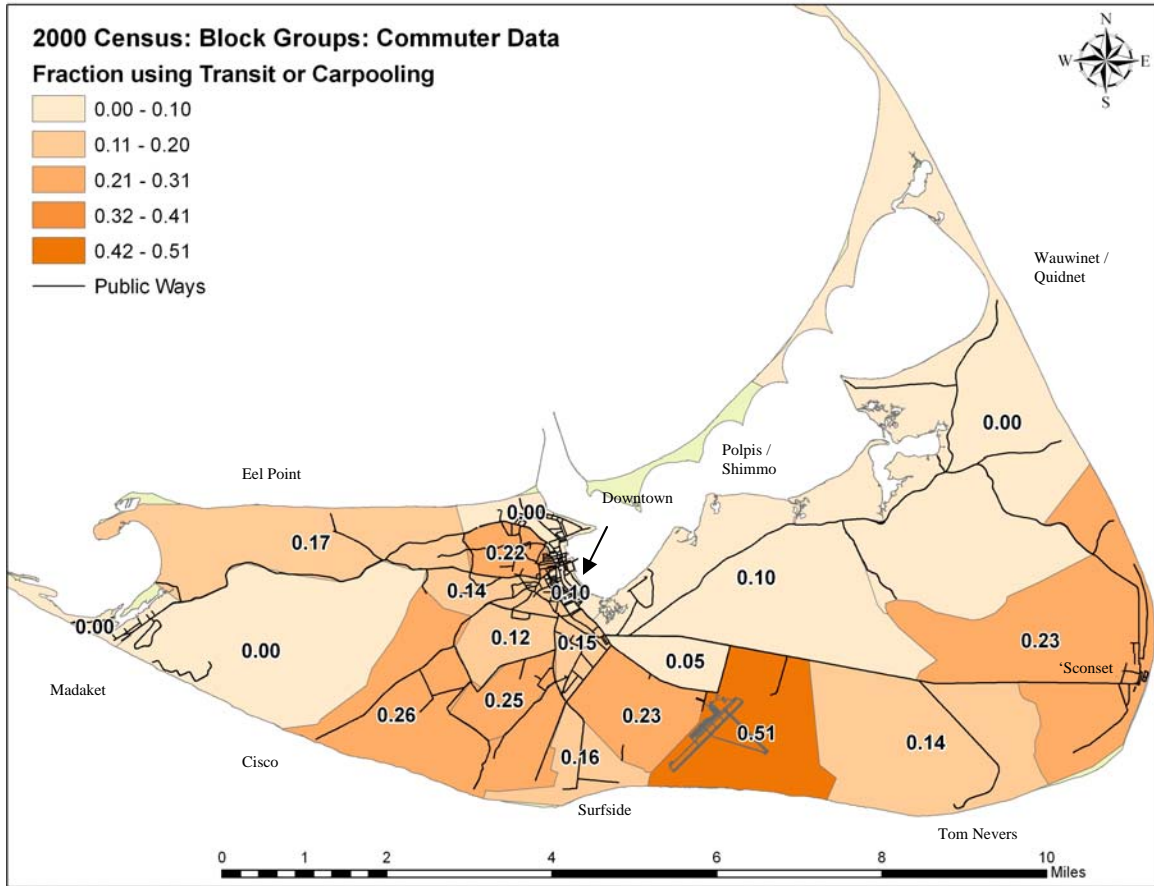 2000 Census: Block Groups: Commuter Data
Fraction using Transit or Carpooling
0.00 - 0.10
0.11 - 0.20
0.21 - 0.31
0.32 - 0.41
0.42 - 0.51
Public Ways
N
W E
S
Wauwinet /
Quidnet
0.00
Polpis /
Shimmo
Eel Point
Downtown
0.00
0.17
0.22
0.14
0.10
0.10
0.00
0.00
0.12
0.15
0.05
0.23
'Sconset
Madaket
0.26
0.25
0.23
0.51
0.14
Cisco
0.16
Surfside
Tom Nevers
0 1 2 4 6 8 10
Miles